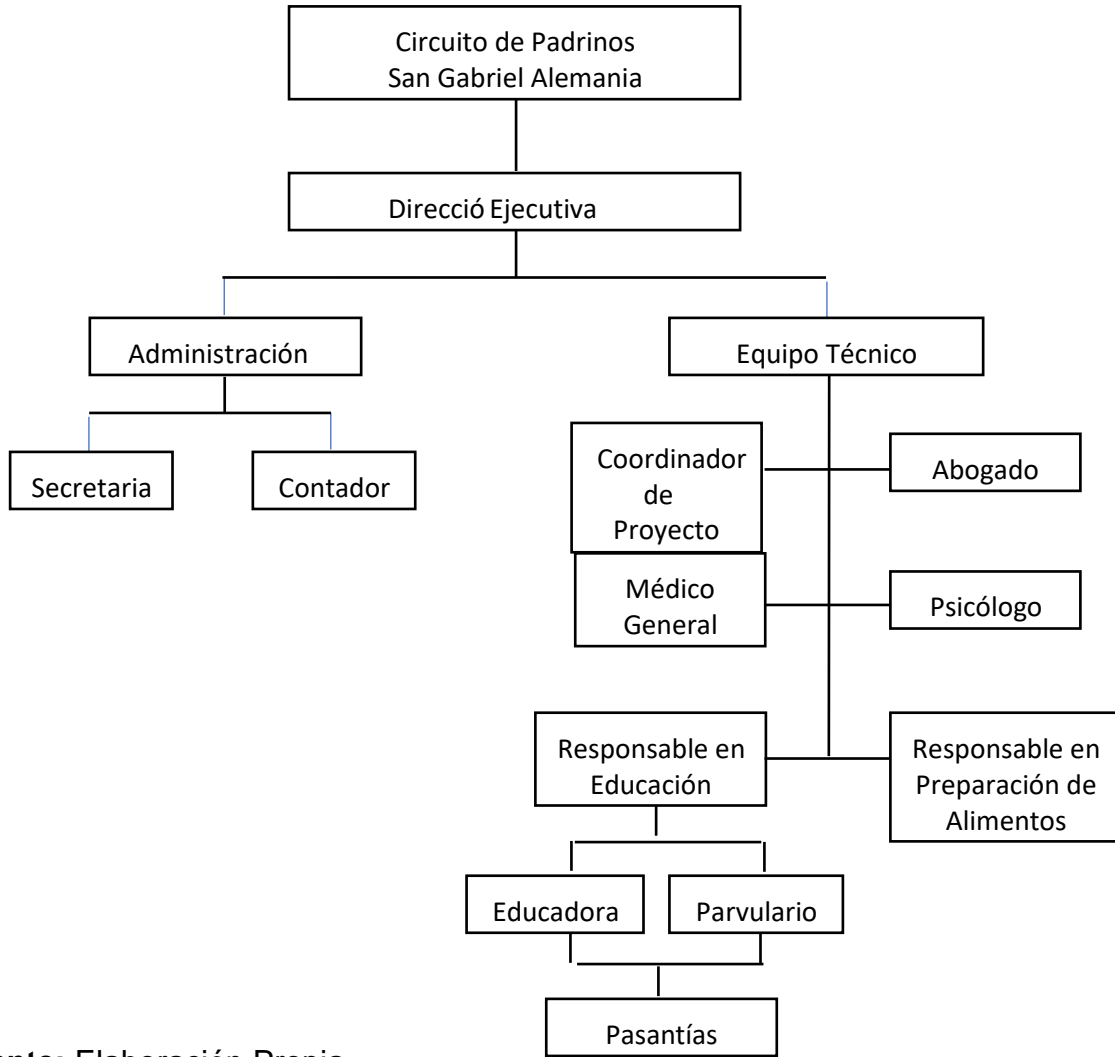 Circuito de Padrinos
San Gabriel Alemania
Direcció Ejecutiva
Administración
Equipo Técnico
Secretaria
Contador
Coordinador
de
Proyecto
Abogado
Médico
General
Psicólogo
Responsable en
Educación
Responsable en
Preparación de
Alimentos
Educadora
Parvulario
Pasantías
Elaboración Propia